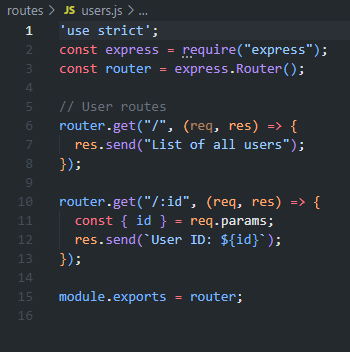 routes > JS users.js > ...
1 'use strict';
2 const express = require("express");
3 const router = express.Router();
4
5 // User routes
6 router.get("/", (req, res) => {
7   res.send("List of all users");
8 });
9
10 router.get("/:id", (req, res) => {
11   const { id } = req.params;
12   res.send(`User ID: ${id}`);
13 });
14
15 module.exports = router;
16